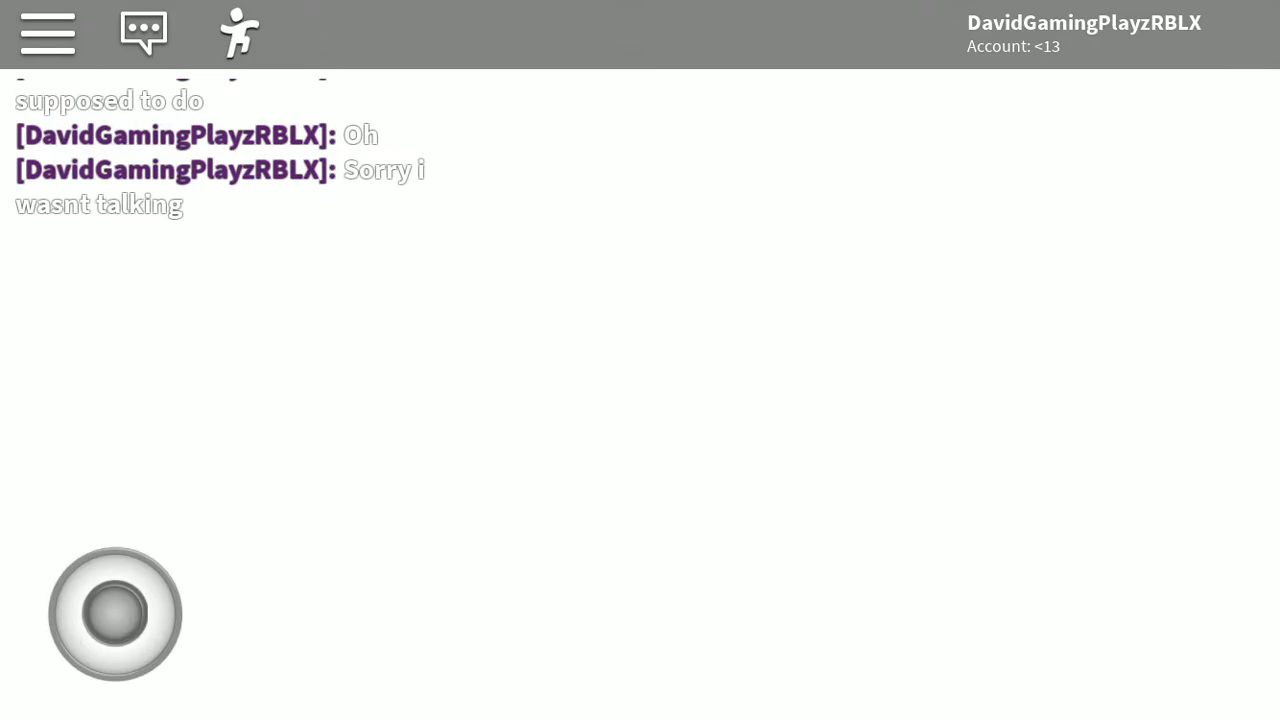 DavidGamingPlayzRBLX
Account: <13
supposed to do
[DavidGamingPlayzRBLX]: Oh
[DavidGamingPlayzRBLX]: Sorry i
wasnt talking